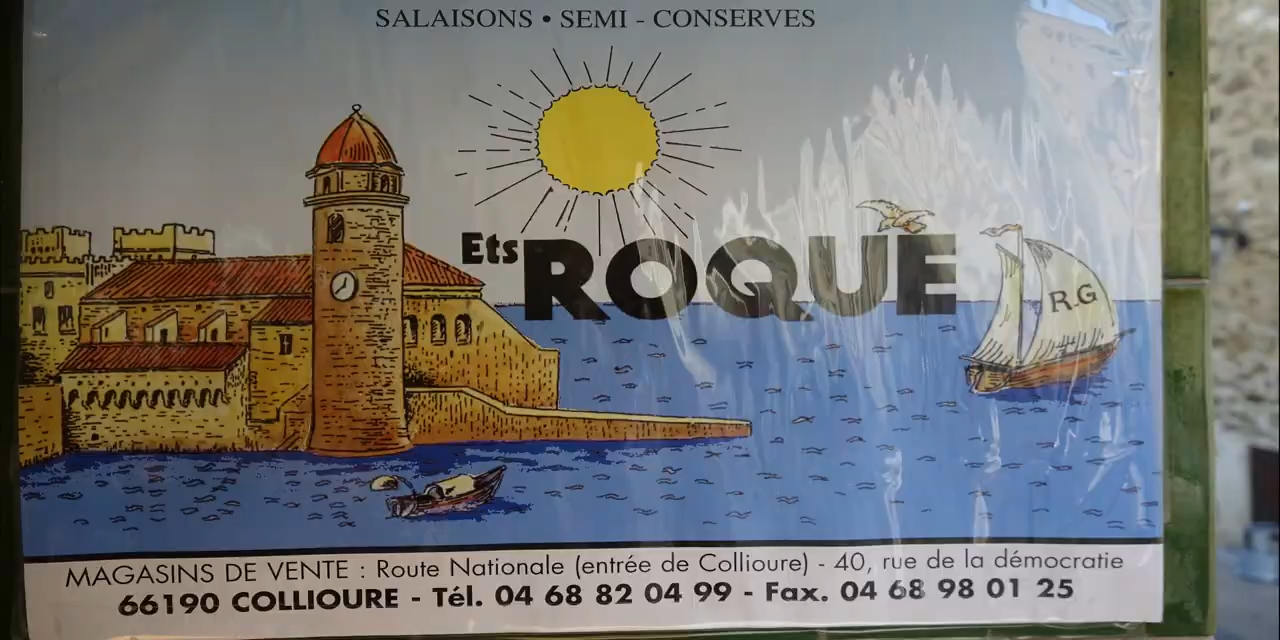 SALAISONS • SEMI - CONSERVES
Ets ROQUE
R.G
MAGASINS DE VENTE : Route Nationale (entrée de Collioure) - 40, rue de la démocratie
66190 COLLIOURE - Tél. 04 68 82 04 99 - Fax. 04 68 98 01 25